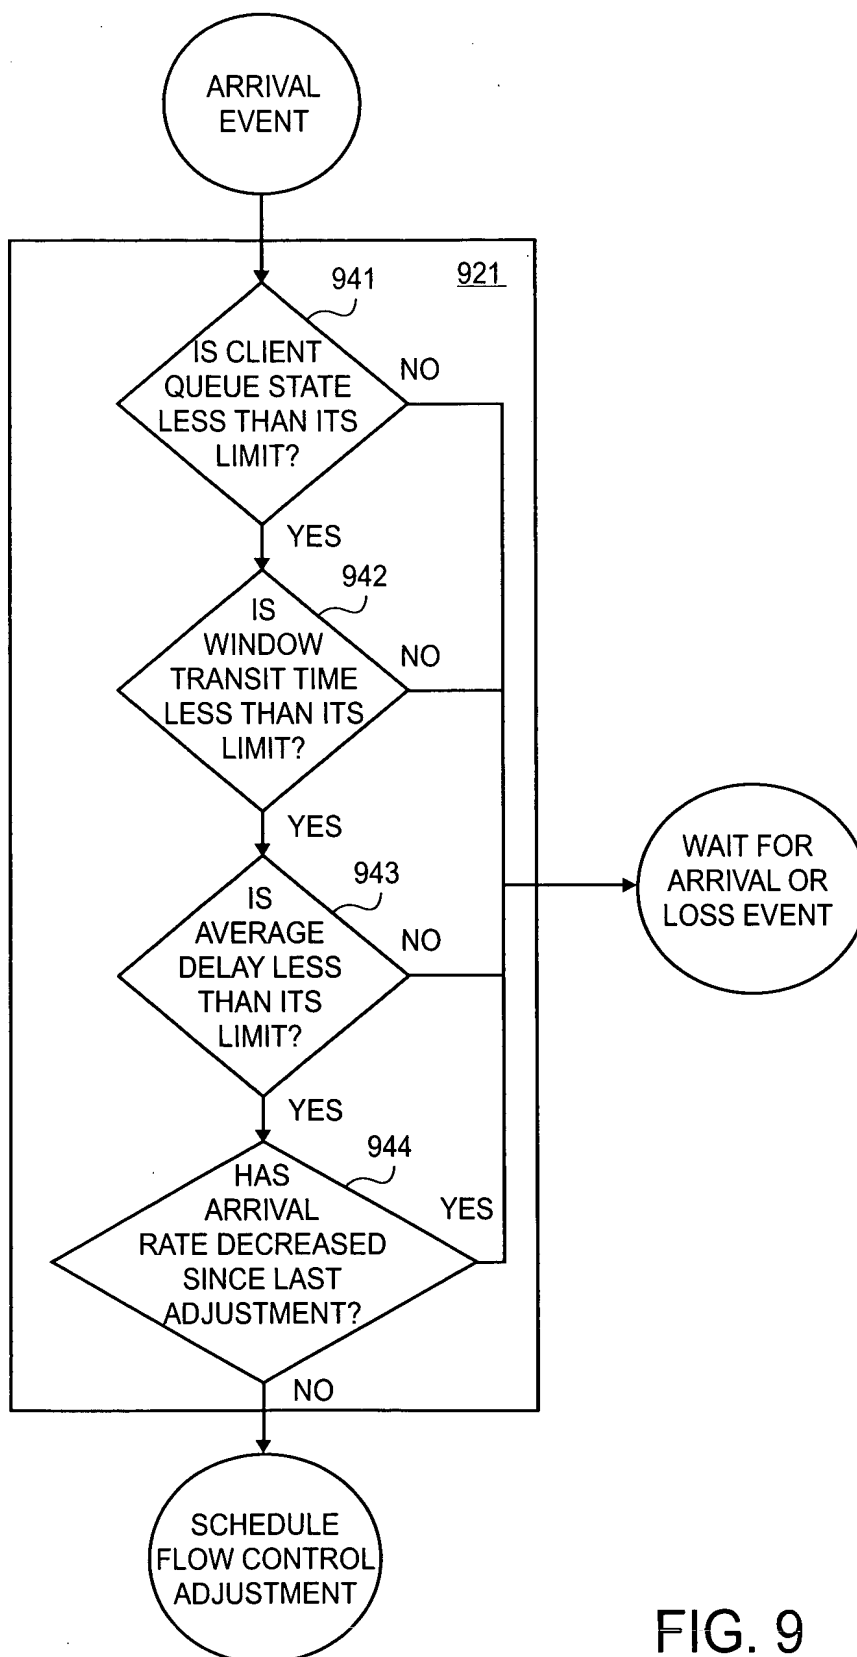 ARRIVAL
EVENT
921
941
IS CLIENT
QUEUE STATE
LESS THAN ITS
LIMIT?
NO
YES
942
IS
WINDOW
TRANSIT TIME
LESS THAN ITS
LIMIT?
NO
YES
943
IS
AVERAGE
DELAY LESS
THAN ITS
LIMIT?
NO
WAIT FOR
ARRIVAL OR
LOSS EVENT
YES
944
HAS
ARRIVAL
RATE DECREASED
SINCE LAST
ADJUSTMENT?
YES
NO
SCHEDULE
FLOW CONTROL
ADJUSTMENT
FIG. 9